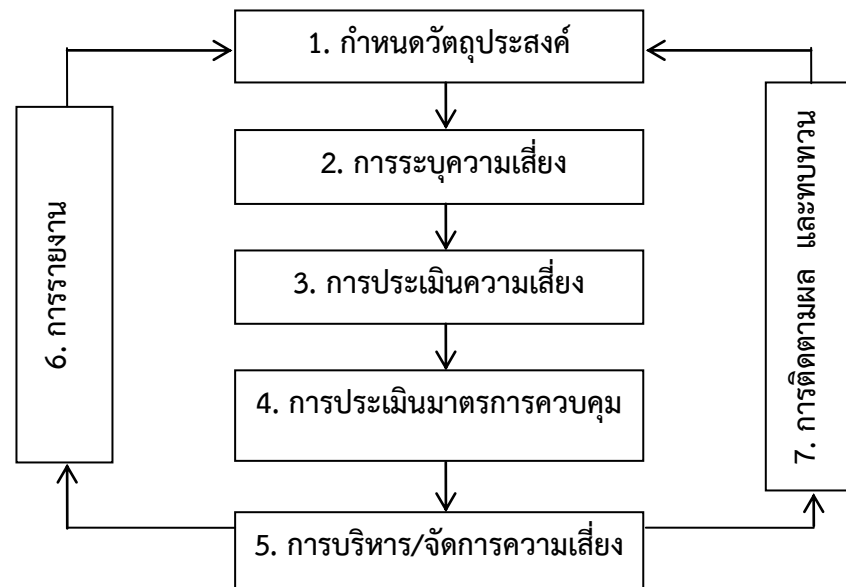 1. กำหนดวัตถุประสงค์
2. การระบุความเสี่ยง
3. การประเมินความเสี่ยง
4. การประเมินมาตรการควบคุม
5. การบริหาร/จัดการความเสี่ยง
6. การรายงาน
7. การติดตามผล และทบทวน